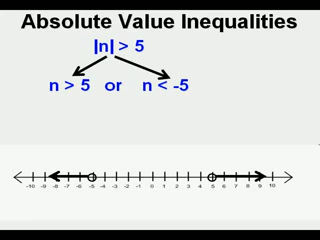 Absolute Value Inequalities
|n| > 5
n > 5 or n < -5
-10 -9 -8 -7 -6 -5 -4 -3 -2 -1 0 1 2 3 4 5 6 7 8 9 10